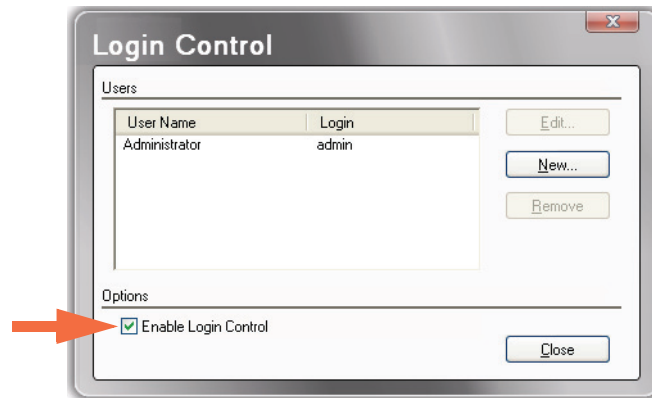 Login Control
Users
User Name Login
Administrator admin
Edit...
New...
Remove
Options
Enable Login Control
Close